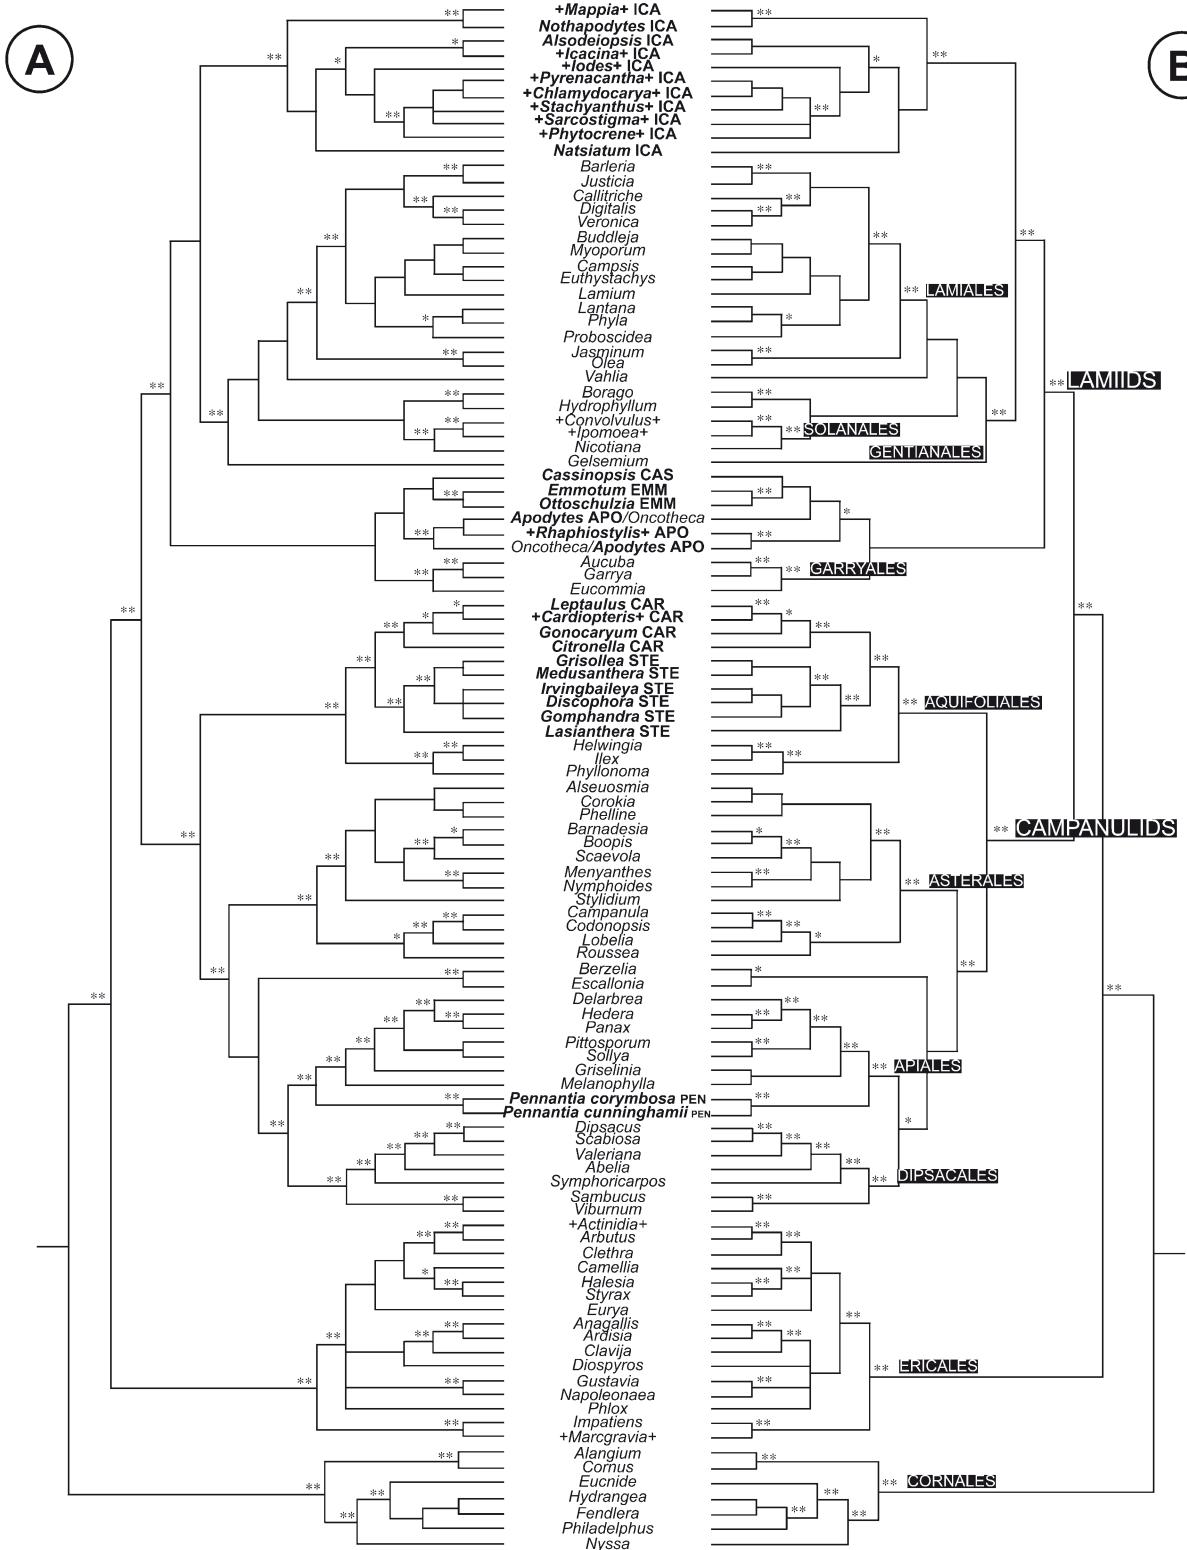 A
B
+Mappia+ ICA
Nothapodytes ICA
Alsodeiopsis ICA
+Icacina+ ICA
+Iodes+ ICA
+Pyrenacantha+ ICA
+Chlamydocarya+ ICA
+Stachyanthus+ ICA
+Sarcostigma+ ICA
+Phytocrene+ ICA
Natsiatum ICA
Barleria
Justicia
Callitriche
Digitalis
Veronica
Buddleja
Myoporum
Campsis
Euthystachys
Lamium
LAMIALES
Lantana
Phyla
Proboscidea
Jasminum
Olea
Vahlia
LAMIIDS
Borago
Hydrophyllum
+Convolvulus+
+Ipomoea+
SOLANALES
Nicotiana
GENTIANALES
Gelsemium
Cassinopsis CAS
Emmotum EMM
Ottoschulzia EMM
Apodytes APO/Oncotheca
+Rhaphiostylis+ APO
Oncotheca/Apodytes APO
Aucuba
GARRYALES
Garrya
Eucommia
Leptaulus CAR
+Cardiopteris+ CAR
Gonocaryum CAR
Citronella CAR
Grisollea STE
Medusanthera STE
Irvingbaileya STE
Discophora STE
AQUIFOLIALES
Gomphandra STE
Lasianthera STE
Helwingia
Ilex
Phyllonoma
Alseuosmia
Corokia
Phelline
Barnadesia
CAMPANULIDS
Boopis
Scaevola
Menyanthes
ASTERALES
Nymphoides
Stylidium
Campanula
Codonopsis
Lobelia
Roussea
Berzelia
Escallonia
Delarbrea
Hedera
Panax
Pittosporum
Sollya
APIALES
Griselinia
Melanophylla
Pennantia corymbosa PEN
Pennantia cunninghamii PEN
Dipsacus
Scabiosa
Valeriana
Abelia
DIPSACALES
Symphoricarpos
Sambucus
Viburnum
+Actinidia+
Arbutus
Clethra
Camellia
Halesia
Styrax
Eurya
Anagallis
Ardisia
Clavija
Diospyros
ERICALES
Gustavia
Napoleonaea
Phlox
Impatiens
+Marcgravia+
Alangium
Cornus
Eucnide
CORNALES
Hydrangea
Fendlera
Philadelphus
Nyssa